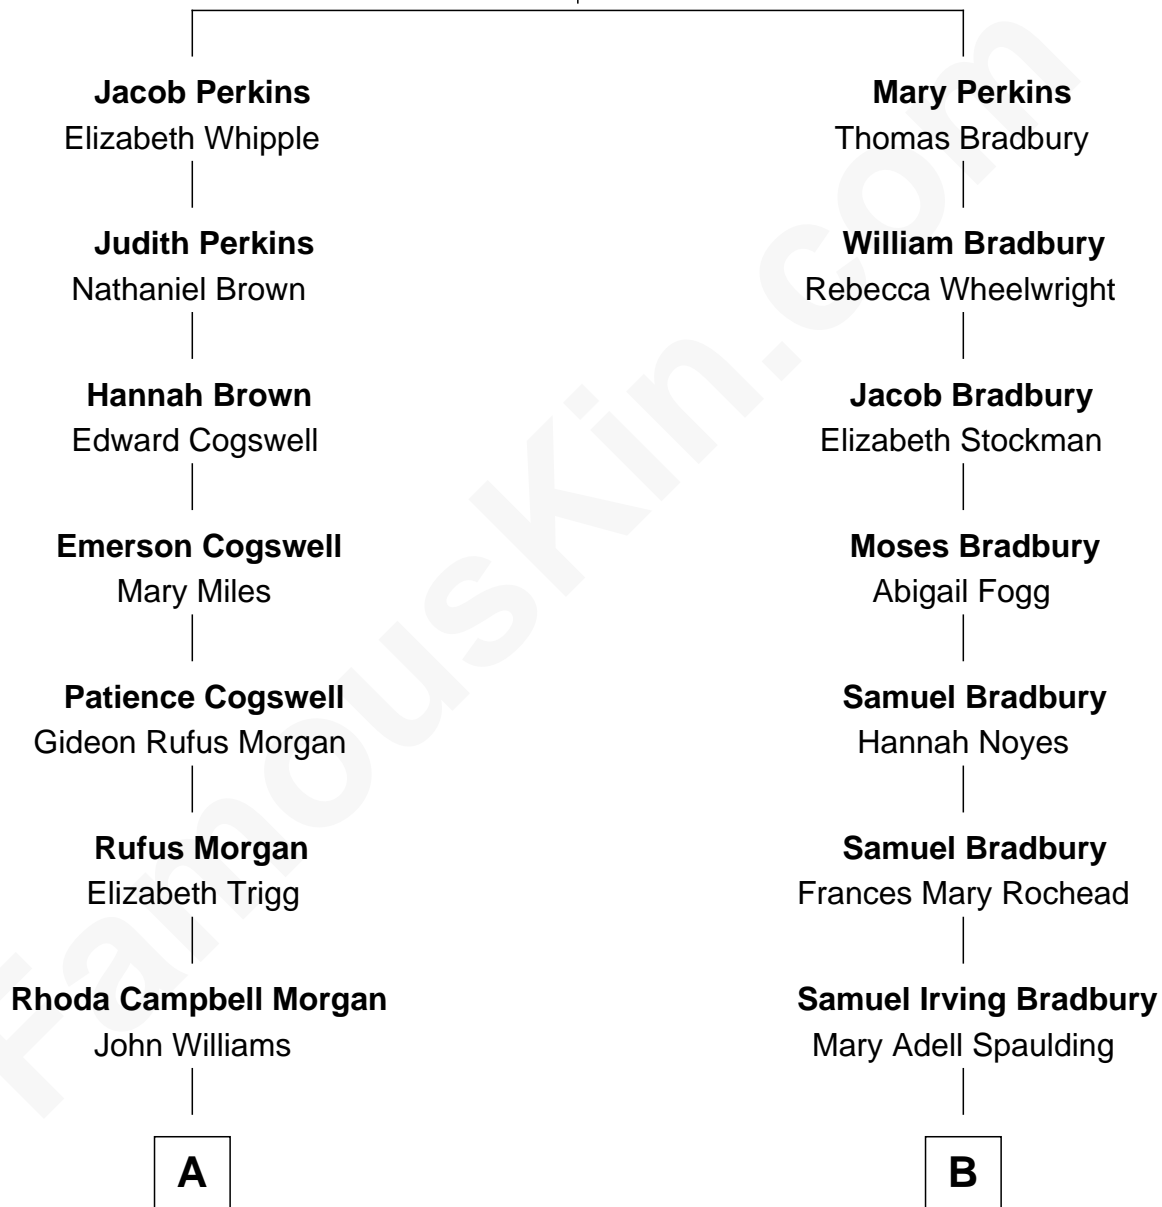 Jacob Perkins
Elizabeth Whipple
Judith Perkins
Nathaniel Brown
Hannah Brown
Edward Cogswell
Emerson Cogswell
Mary Miles
Patience Cogswell
Gideon Rufus Morgan
Rufus Morgan
Elizabeth Trigg
Rhoda Campbell Morgan
John Williams
A
Mary Perkins
Thomas Bradbury
William Bradbury
Rebecca Wheelwright
Jacob Bradbury
Elizabeth Stockman
Moses Bradbury
Abigail Fogg
Samuel Bradbury
Hannah Noyes
Samuel Bradbury
Frances Mary Rochead
Samuel Irving Bradbury
Mary Adell Spaulding
B
FamousKin.com